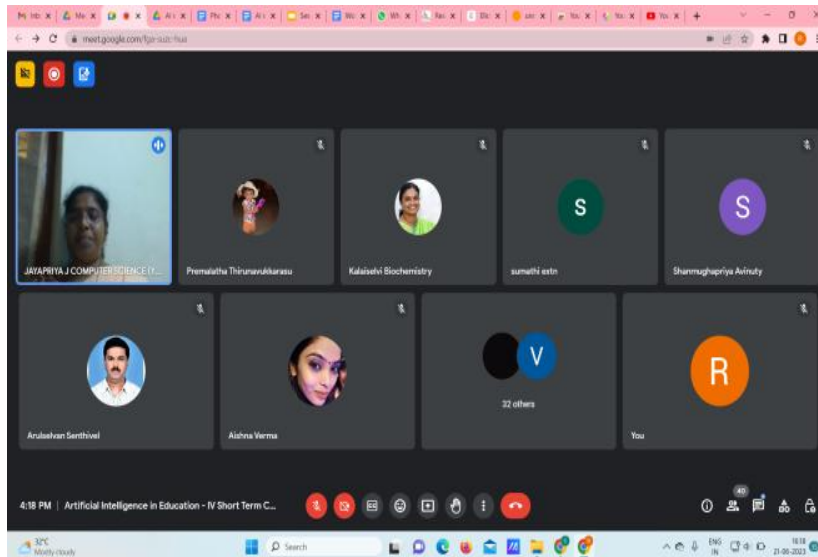 meet.google.com/fga-suzc-hua
JAYAPRIYA J COMPUTER SCIENCE (Y...
Premalatha Thirunavukkarasu
Kalaiselvi Biochemistry
S
sumathi extn
S
Shanmughapriya Avinuty
Arulselvan Senthivel
Aishna Verma
V
32 others
R
You
4:18 PM | Artificial Intelligence in Education - IV Short Term C...
40
32°C
Mostly cloudy
Search
ENG
IN
16:18
21-06-2023